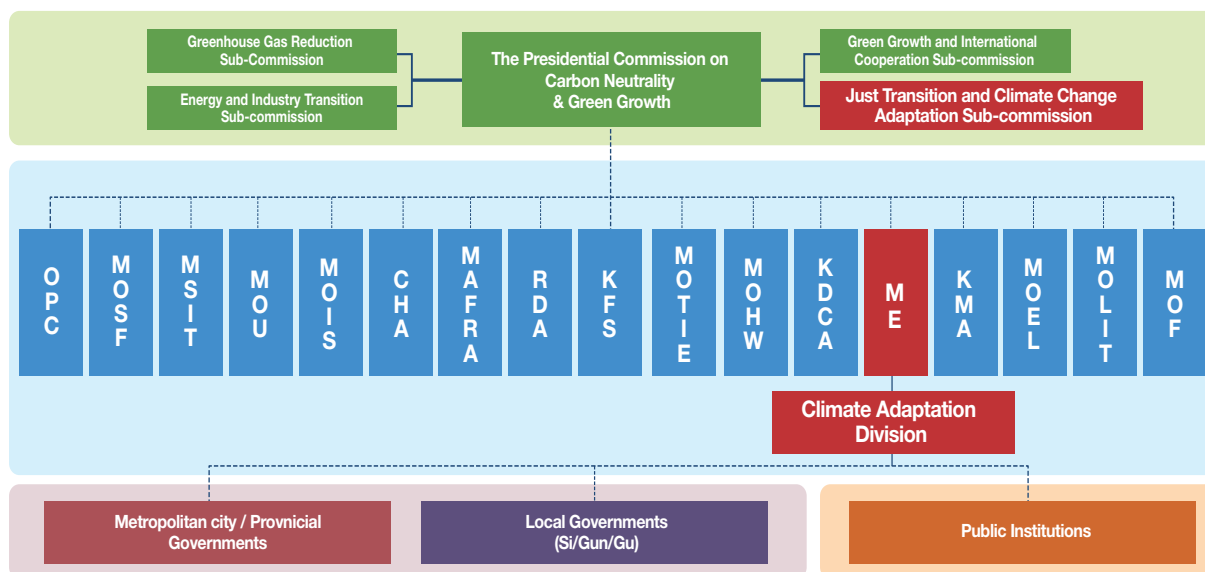 Greenhouse Gas Reduction
Sub-Commission
Energy and Industry Transition
Sub-commission
The Presidential Commission on
Carbon Neutrality
& Green Growth
Green Growth and International
Cooperation Sub-commission
Just Transition and Climate Change
Adaptation Sub-commission
OPC
MOSF
MSIT
MOU
MOIS
CHA
MAFRA
RDA
KFS
MOTIE
MOHW
KDCA
ME
KMA
MOEL
MOLIT
MOF
Climate Adaptation
Division
Metropolitan city / Provnicial
Governments
Local Governments
(Si/Gun/Gu)
Public Institutions